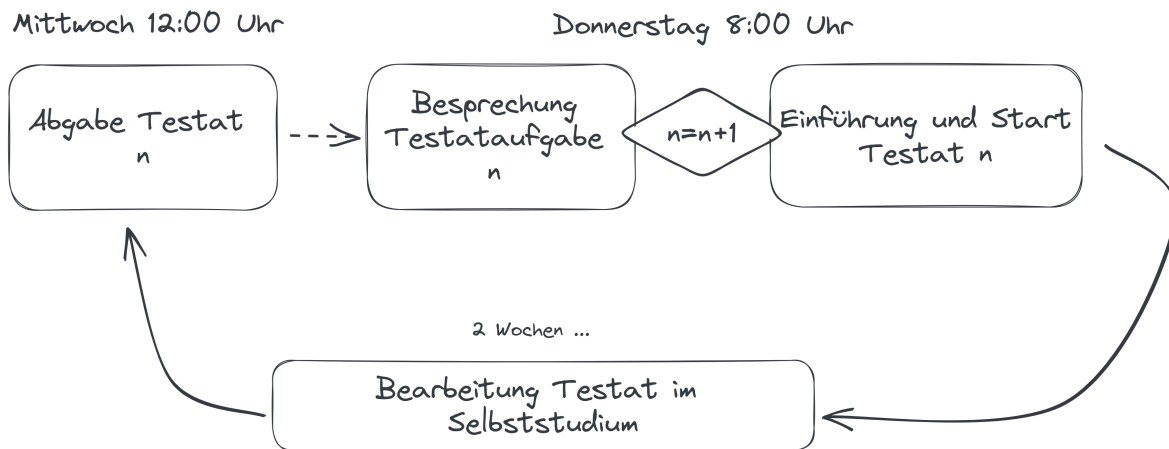 Mittwoch 12:00 Uhr
Donnerstag 8:00 Uhr
Abgabe Testat
n
Besprechung
Testataufgabe
n
n=n+1
Einführung und Start
Testat n
2 Wochen ...
Bearbeitung Testat im
Selbststudium